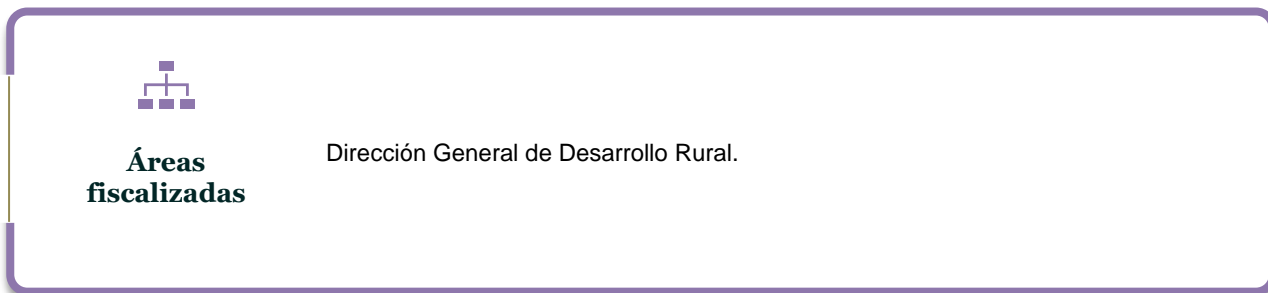 Áreas
fiscalizadas
Dirección General de Desarrollo Rural.